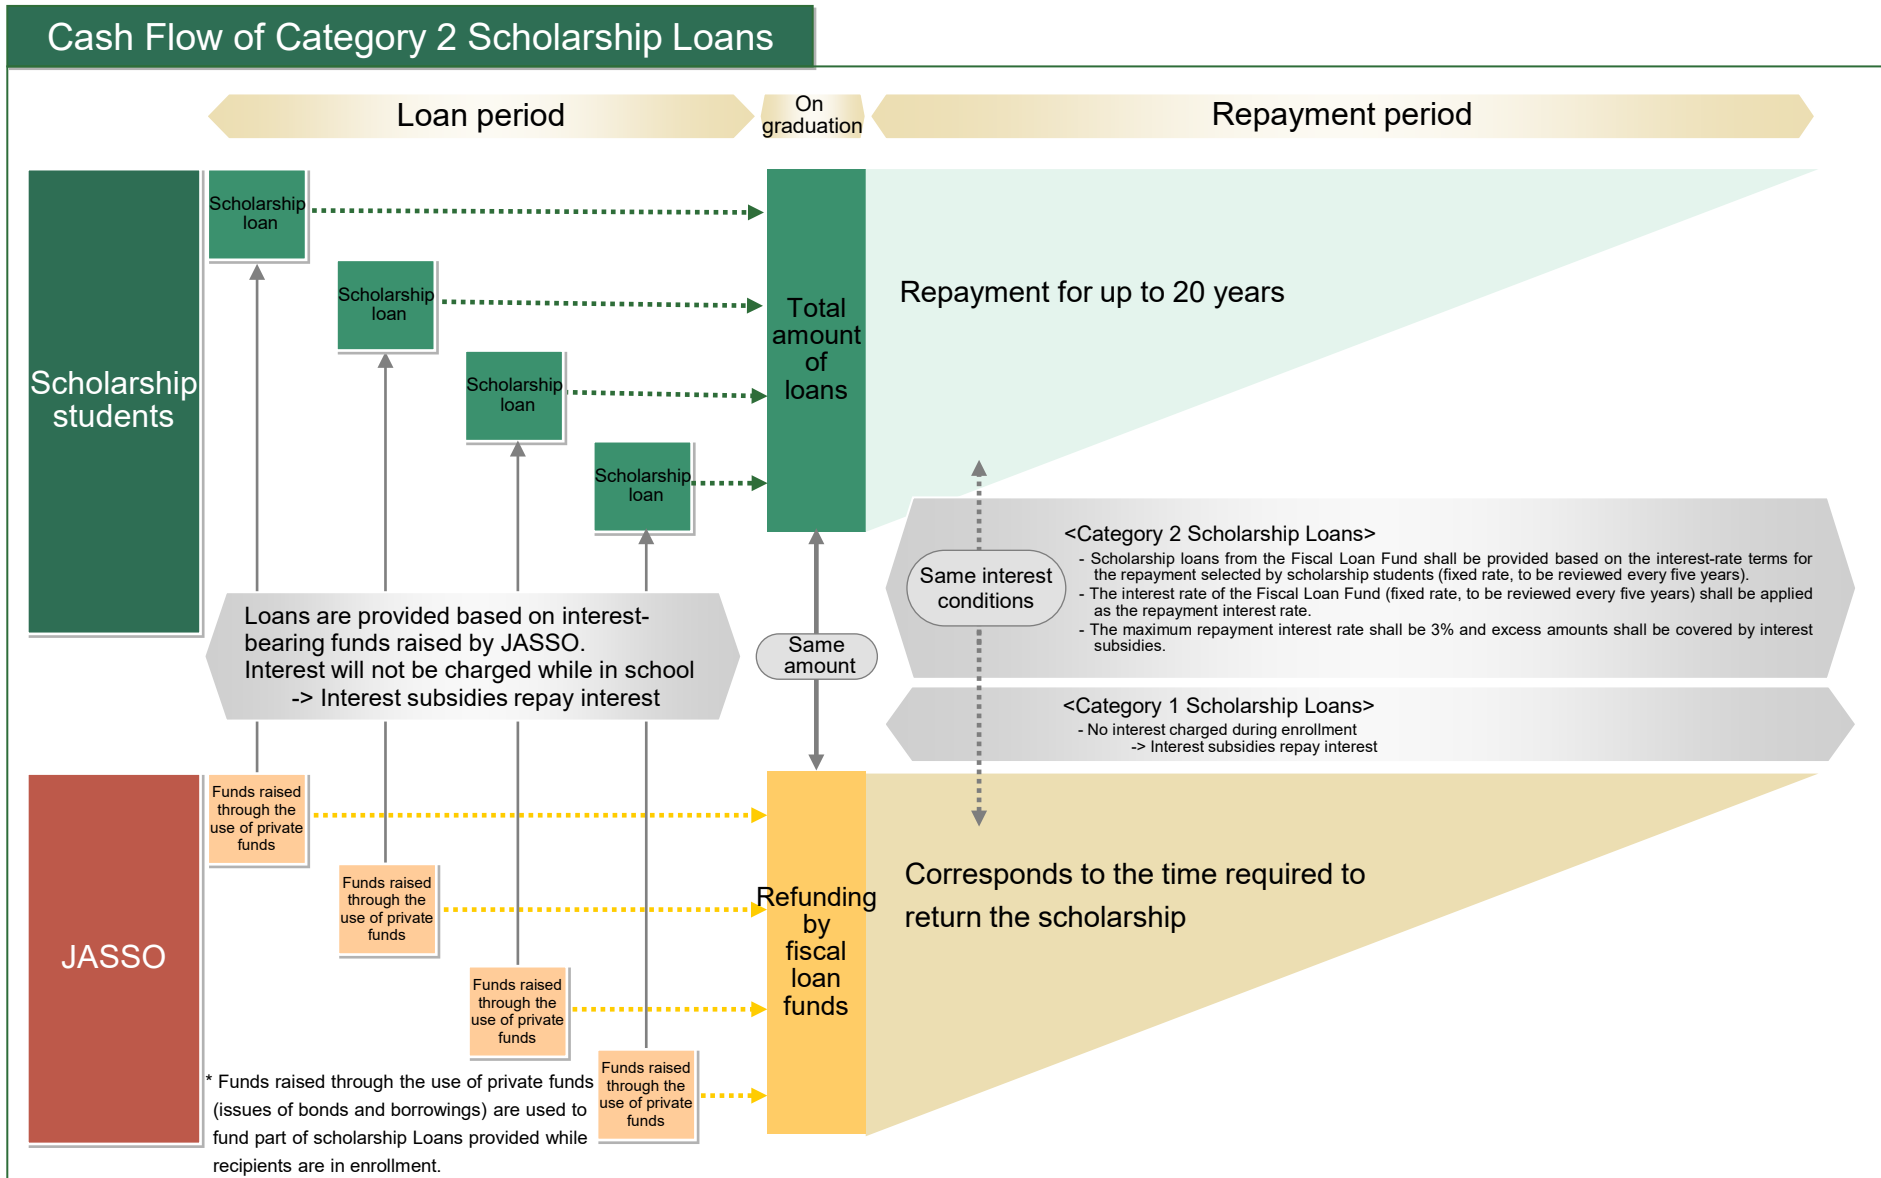 Cash Flow of Category 2 Scholarship Loans
Loan period
On
graduation
Repayment period
Scholarship
students
Scholarship
loan
Scholarship
loan
Scholarship
loan
Scholarship
loan
Total
amount
of
loans
Repayment for up to 20 years
Loans are provided based on interest-
bearing funds raised by JASSO.
Interest will not be charged while in school
-> Interest subsidies repay interest
Same
amount
Same interest
conditions
<Category 2 Scholarship Loans>
- Scholarship loans from the Fiscal Loan Fund shall be provided based on the interest-rate terms for
the repayment selected by scholarship students (fixed rate, to be reviewed every five years).
- The interest rate of the Fiscal Loan Fund (fixed rate, to be reviewed every five years) shall be applied
as the repayment interest rate.
- The maximum repayment interest rate shall be 3% and excess amounts shall be covered by interest
subsidies.
<Category 1 Scholarship Loans>
- No interest charged during enrollment
-> Interest subsidies repay interest
JASSO
Funds raised
through the
use of private
funds
Funds raised
through the
use of private
funds
Funds raised
through the
use of private
funds
Funds raised
through the
use of private
funds
Refunding
by
fiscal
loan
funds
Corresponds to the time required to
return the scholarship
* Funds raised through the use of private funds
(issues of bonds and borrowings) are used to
fund part of scholarship Loans provided while
recipients are in enrollment.